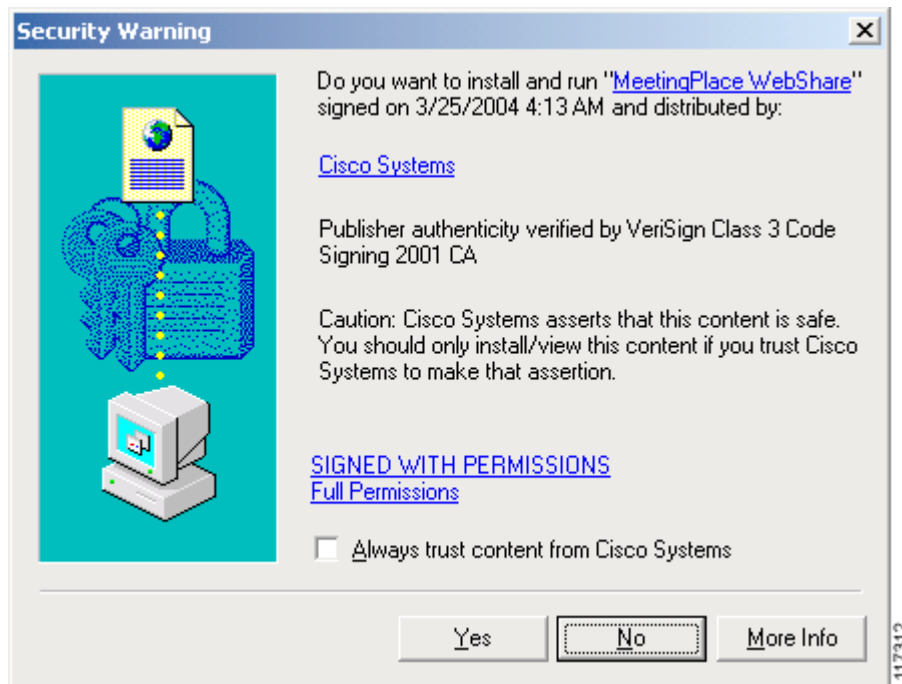 Security Warning
Do you want to install and run "MeetingPlace WebShare"
signed on 3/25/2004 4:13 AM and distributed by:
Cisco Systems
Publisher authenticity verified by VeriSign Class 3 Code
Signing 2001 CA
Caution: Cisco Systems asserts that this content is safe.
You should only install/view this content if you trust Cisco
Systems to make that assertion.
SIGNED WITH PERMISSIONS
Full Permissions
Always trust content from Cisco Systems
Yes
No
More Info
117312